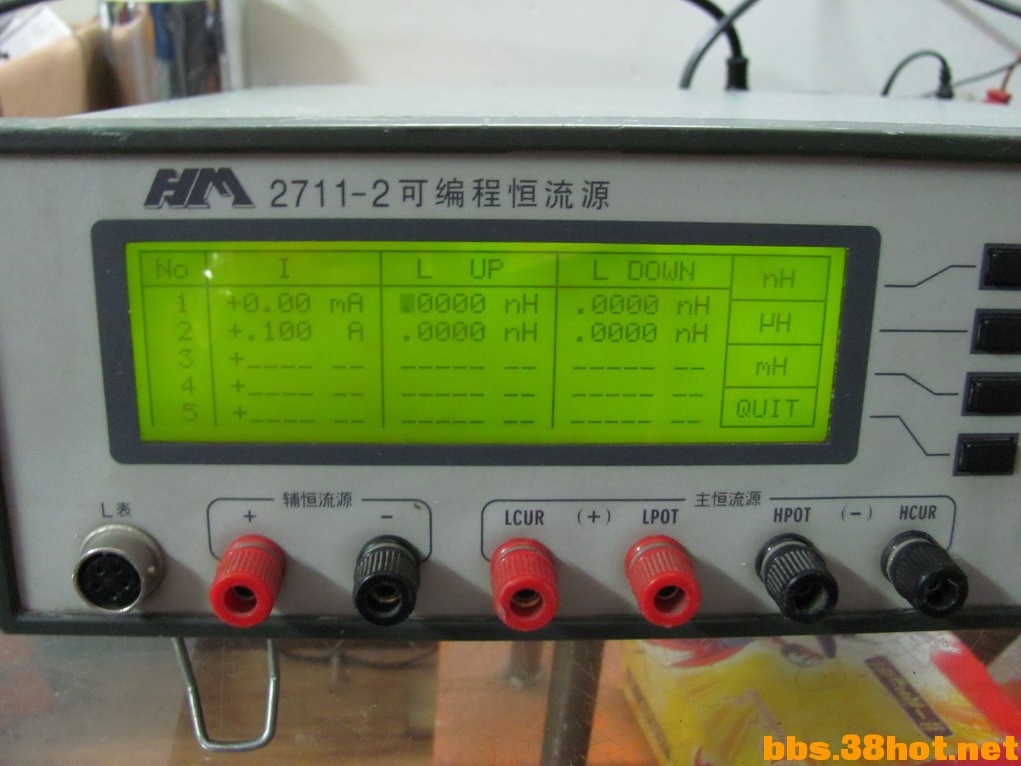 HM 2711-2可编程恒流源
No I L UP L DOWN nH
1 +0.00 mA .0000 nH .0000 nH
2 +.100 A .0000 nH .0000 nH μH
3 +---- -- ----- -- ----- -- mH
4 +---- -- ----- -- ----- --
5 +---- -- ----- -- ----- -- QUIT
L表 辅恒流源 主恒流源
+ - LCUR (+) LPOT HPOT (-) HCUR
bbs.38hot.net